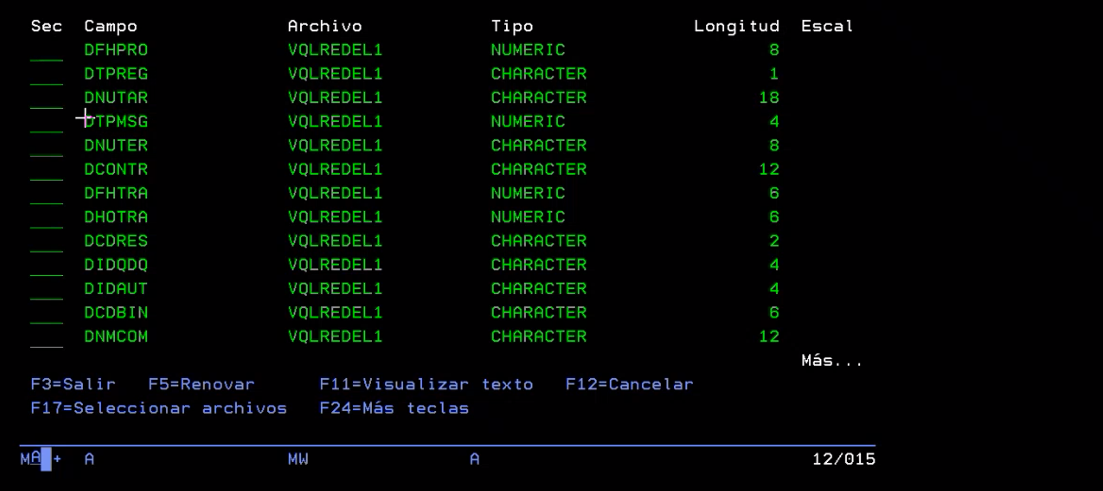 Sec Campo Archivo Tipo Longitud Escal
___ DFHPRO VQLREDEL1 NUMERIC 8
___ DTPREG VQLREDEL1 CHARACTER 1
___ DNUTAR VQLREDEL1 CHARACTER 18
___ DTPMSG VQLREDEL1 NUMERIC 4
___ DNUTER VQLREDEL1 CHARACTER 8
___ DCONTR VQLREDEL1 CHARACTER 12
___ DFHTRA VQLREDEL1 NUMERIC 6
___ DHOTRA VQLREDEL1 NUMERIC 6
___ DCDRES VQLREDEL1 CHARACTER 2
___ DIDQDQ VQLREDEL1 CHARACTER 4
___ DIDAUT VQLREDEL1 CHARACTER 4
___ DCDBIN VQLREDEL1 CHARACTER 6
___ DNMCOM VQLREDEL1 CHARACTER 12
Más...
F3=Salir F5=Renovar F11=Visualizar texto F12=Cancelar
F17=Seleccionar archivos F24=Más teclas
MA + A MW A 12/015